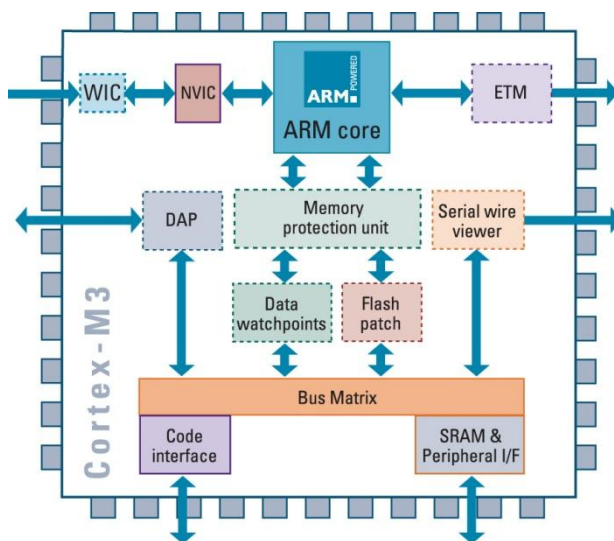 WIC
NVIC
ARM
POWERED
ARM core
ETM
DAP
Memory
protection unit
Serial wire
viewer
Data
watchpoints
Flash
patch
Cortex-M3
Bus Matrix
Code
interface
SRAM &
Peripheral I/F